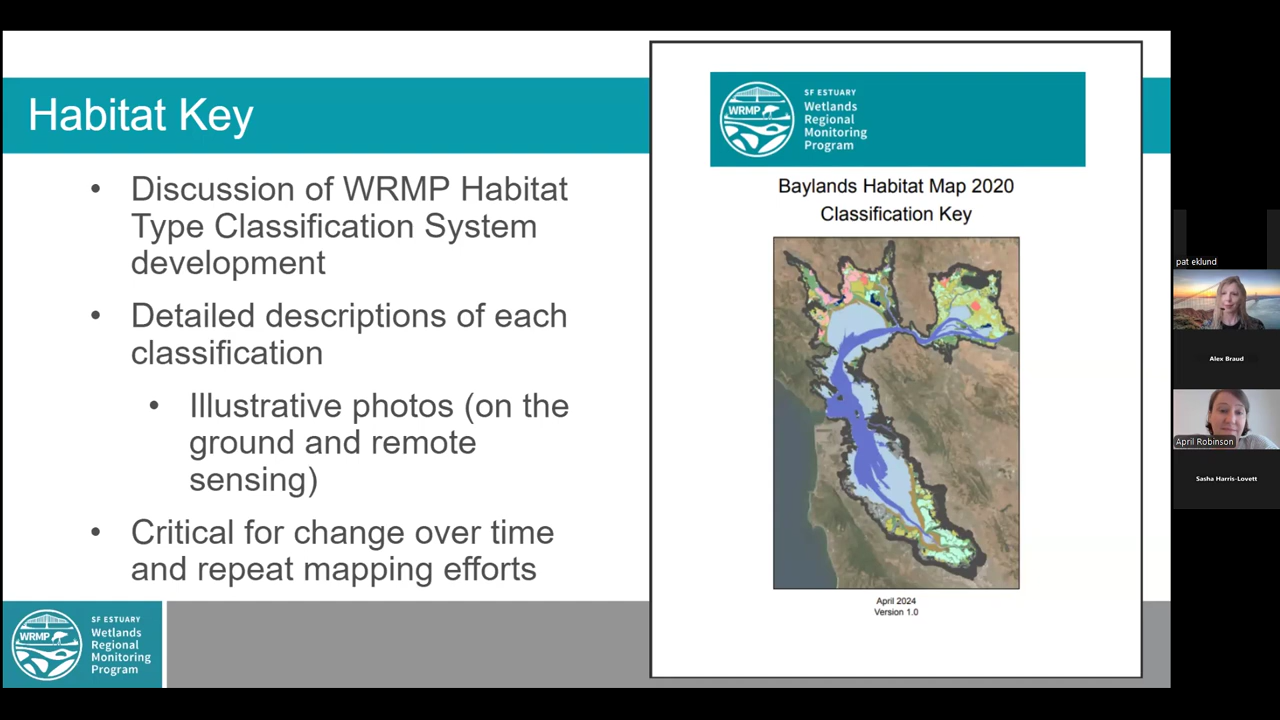 Habitat Key
• Discussion of WRMP Habitat
Type Classification System
development
• Detailed descriptions of each
classification
• Illustrative photos (on the
ground and remote
sensing)
• Critical for change over time
and repeat mapping efforts
WRMP
SF ESTUARY
Wetlands
Regional
Monitoring
Program
WRMP
SF ESTUARY
Wetlands
Regional
Monitoring
Program
Baylands Habitat Map 2020
Classification Key
April 2024
Version 1.0
pat eklund
Alex Braud
April Robinson
Sasha Harris-Lovett